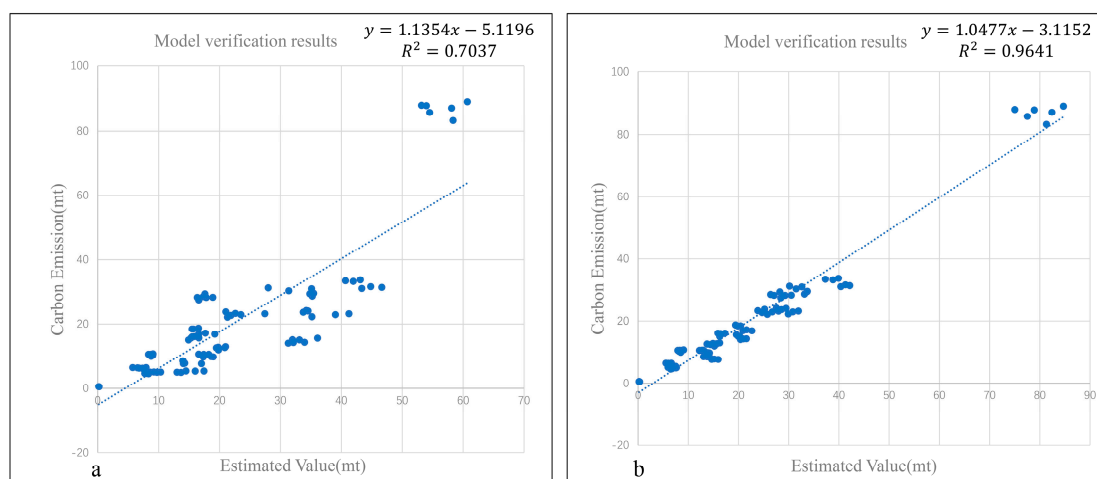 Model verification results
y = 1.1354x − 5.1196
R² = 0.7037
100
80
60
40
20
0
-20
0
10
20
30
40
50
60
70
Carbon Emission(mt)
Estimated Value(mt)
a
Model verification results
y = 1.0477x − 3.1152
R² = 0.9641
100
80
60
40
20
0
-20
0
10
20
30
40
50
60
70
80
90
Carbon Emission(mt)
Estimated Value(mt)
b